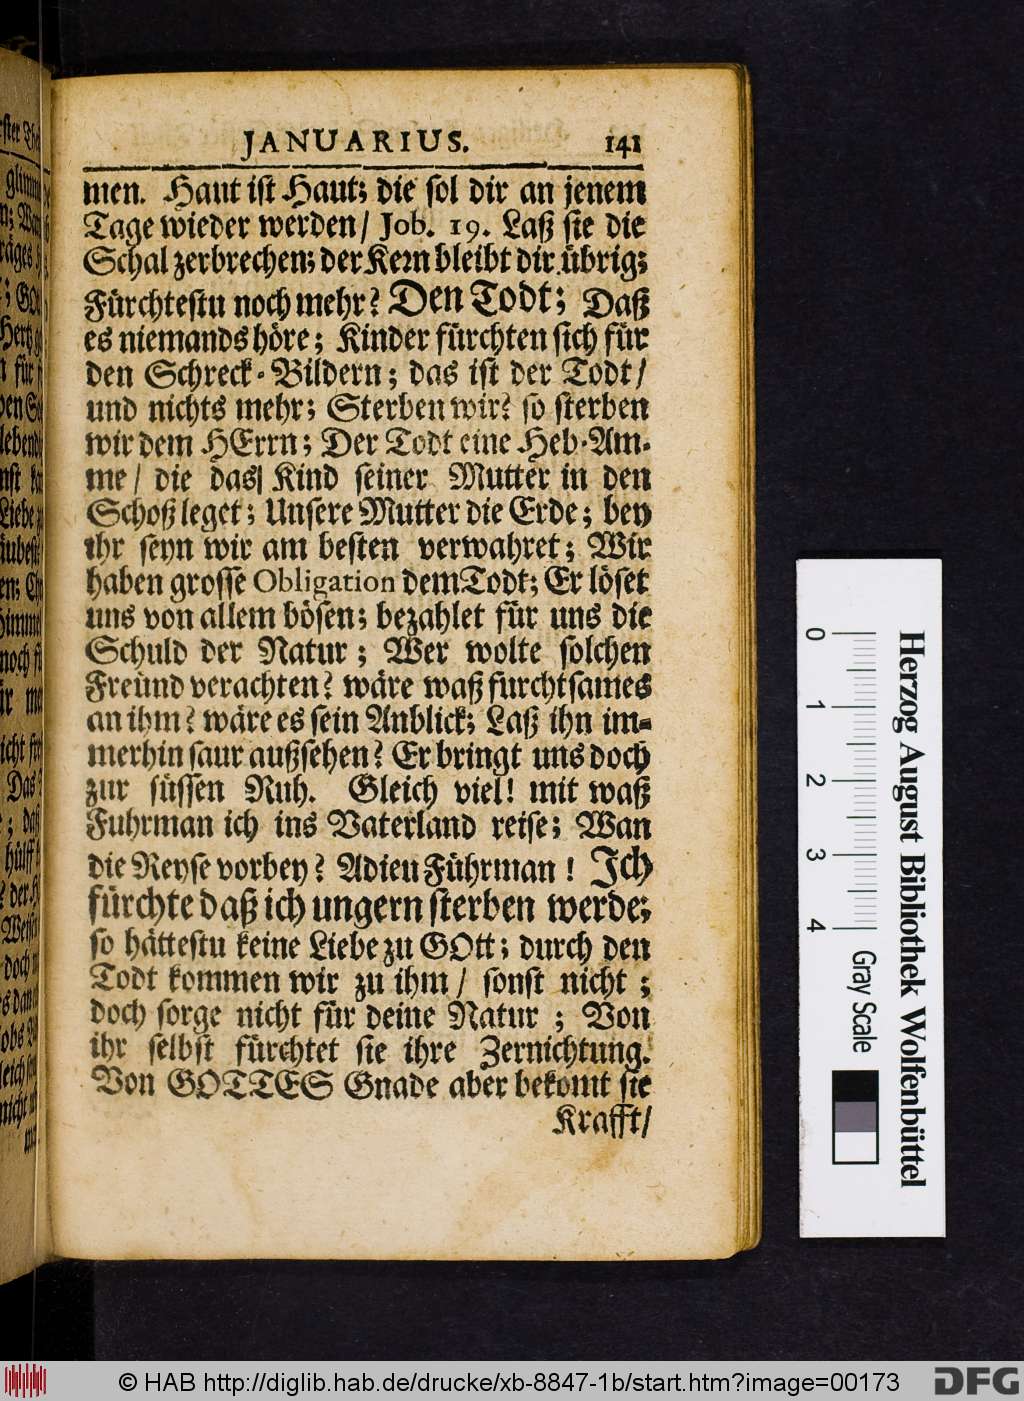 JANUARIUS. 141
men. Haut ist Haut; die sol dir an jenem
Tage wieder werden/ Job. 19. Laß sie die
Schal zerbrechen; der Kern bleibt dir übrig;
Fürchtestu noch mehr? Den Todt; Daß
es niemands höre; Kinder fürchten sich für
den Schreck-Bildern; das ist der Todt/
und nichts mehr; Sterben wir? so sterben
wir dem HErrn; Der Todt eine Heb-Am-
me/ die das Kind seiner Mutter in den
Schoß leget; Unsere Mutter die Erde; bey
ihr seyn wir am besten verwahret; Wir
haben grosse Obligation dem Todt; Er löset
uns von allem bösen; bezahlet für uns die
Schuld der Natur; Wer wolte solchen
Freund verachten? wäre waß furchtsames
an ihm? wäre es sein Anblick; Laß ihn im-
merhin saur außsehen? Er bringt uns doch
zur süssen Ruh. Gleich viel! mit waß
Fuhrman ich ins Vaterland reise; Wan
die Reyse vorbey? Adieu Führman! Ich
fürchte daß ich ungern sterben werde;
so hättestu keine Liebe zu GOtt; durch den
Todt kommen wir zu ihm/ sonst nicht;
doch sorge nicht für deine Natur; Von
ihr selbst fürchtet sie ihre Zernichtung.
Von GOTTES Gnade aber bekomt sie
Krafft/
0 1 2 3 4
Gray Scale
Herzog August Bibliothek Wolfenbüttel
© HAB http://diglib.hab.de/drucke/xb-8847-1b/start.htm?image=00173
DFG